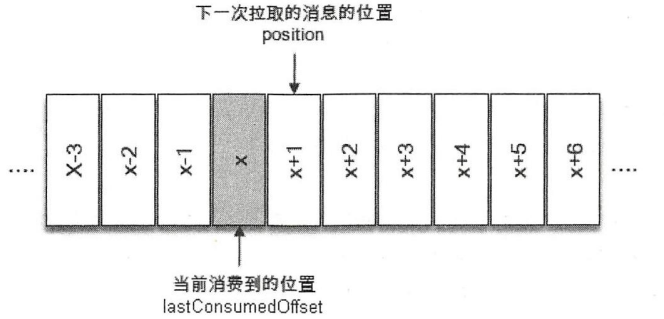 下一次拉取的消息的位置
position
.... X-3 x-2 x-1 x x+1 x+2 x+3 x+4 x+5 x+6 ....
当前消费到的位置
lastConsumedOffset